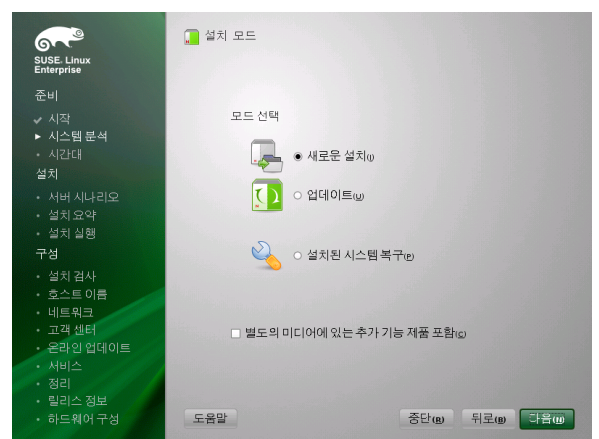 SUSE Linux
Enterprise
준비
시작
시스템 분석
시간대
설치
서버 시나리오
설치 요약
설치 실행
구성
설치 검사
호스트 이름
네트워크
고객 센터
온라인 업데이트
서비스
정리
릴리스 정보
하드웨어 구성
설치 모드
모드 선택
새로운 설치(I)
업데이트(U)
설치된 시스템 복구(P)
별도의 미디어에 있는 추가 기능 제품 포함(C)
도움말
중단(R)
뒤로(B)
다음(N)